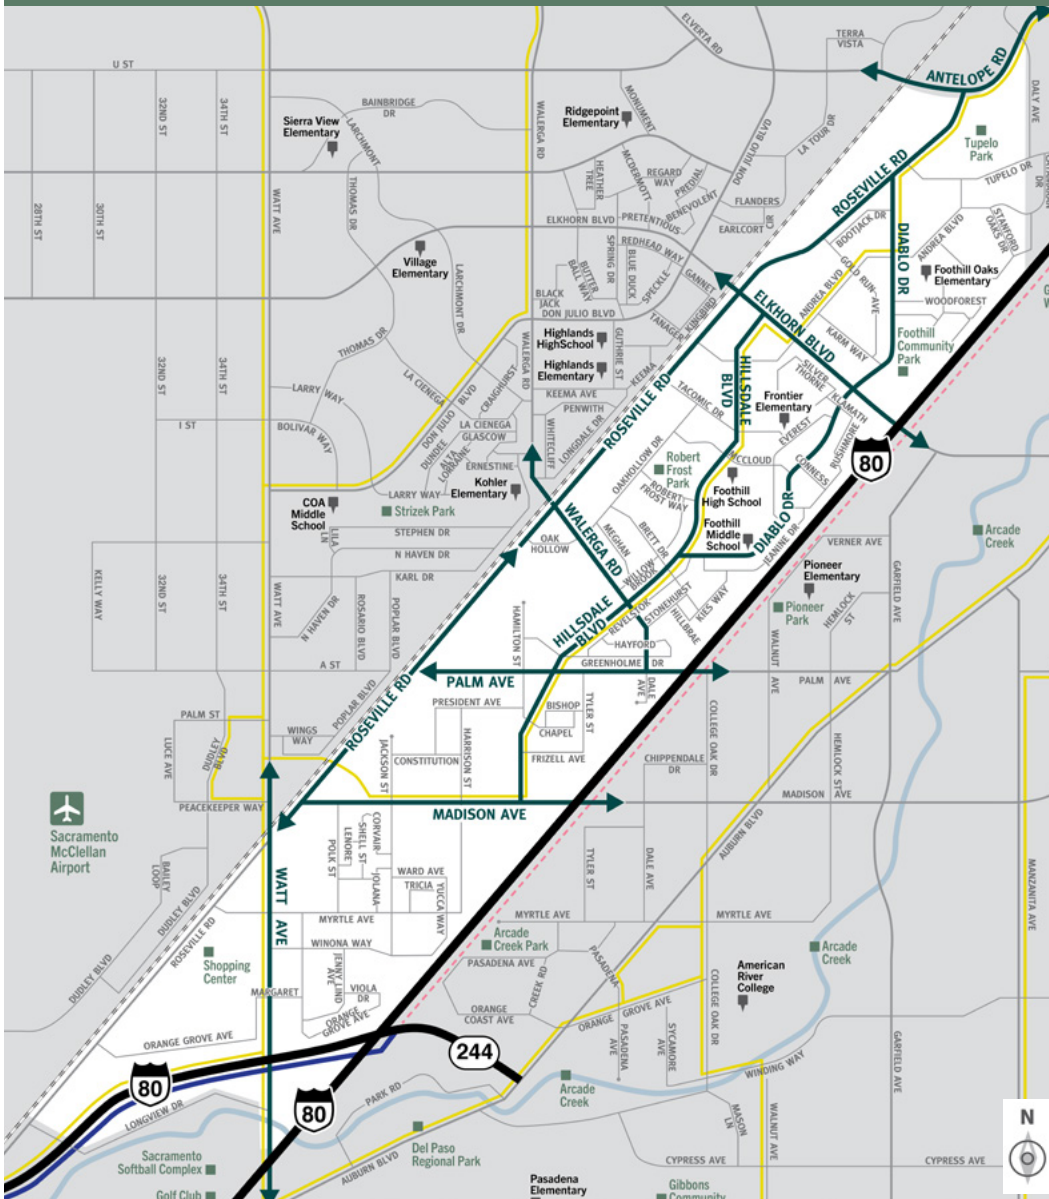 ELVERTA RD
TERRA
VISTA
U ST
ANTELOPE RD
DALY AVE
32ND ST
34TH ST
BAINBRIDGE
DR
Sierra View
Elementary
LARCHMONT
WALERGA RD
Ridgepoint
Elementary
MONUMENT
DON JULIO BLVD
LA TOUR DR
Tupelo
Park
TUPELO DR
ROSEVILLE RD
28TH ST
30TH ST
WATT AVE
THOMAS DR
HEATHER
TREE
MCDERMOTT
REGARD
WAY
PREDIAL
BENEVOLENT
FLANDERS
CIR
EARLCORT
ELKHORN BLVD
PRETENTIOUS
BOOTJACK DR
DIABLO DR
ANDREA BLVD
STANFORD
OAKS DR
Village
Elementary
LARCHMONT DR
SPRING DR
REDHEAD WAY
BUTTER
BALL WAY
BLUE DUCK
SPECKLE
GANNET
KINGBIRD
TANAGER
GOLD RUN AVE
ANDREA BLVD
Foothill Oaks
Elementary
WOODFOREST
BLACK
JACK
DON JULIO BLVD
ELKHORN BLVD
KARM WAY
Foothill
Community
Park
THOMAS DR
WALERGA RD
Highlands
HighSchool
GUTHRIE ST
Highlands
Elementary
KEEMA
KEEMA AVE
ROSEVILLE RD
HILLSDALE
BLVD
SILVER
THORNE
32ND ST
34TH ST
LARRY WAY
LA CIENEGA
DON JULIO BLVD
CRAIGHURST
PENWITH
TACOMIC DR
Frontier
Elementary
KLAMATH
I ST
BOLIVAR WAY
LA CIENEGA
GLASCOW
DUNDEE
ALTA
LORRAINE
WHITECLIFF
LONGDALE DR
EVEREST
RUSHMORE
ERNESTINE
OAKHOLLOW DR
Robert
Frost
Park
MCCLOUD
CONNESS
80
Kohler
Elementary
COA
Middle
School
LARRY WAY
Strizek Park
ROBERT
FROST WAY
Foothill
High School
DIABLO DR
LILA
LN
STEPHEN DR
WALERGA RD
MEGHAN
BRETT DR
Foothill
Middle
School
JEANINE DR
VERNER AVE
Arcade
Creek
N HAVEN DR
OAK
HOLLOW
WILLOW
BROOK
KELLY WAY
32ND ST
34TH ST
WATT AVE
KARL DR
N HAVEN DR
ROSARIO BLVD
POPLAR BLVD
HAMILTON ST
HILLSDALE
BLVD
REVELSTOK
STONEHURST
HILLBRAE
KES WAY
Pioneer
Elementary
Pioneer
Park
HEMLOCK
ST
GARFIELD AVE
WALNUT AVE
HAYFORD
A ST
GREENHOLME DR
PALM AVE
PALM AVE
DALE
AVE
POPLAR BLVD
ROSEVILLE RD
PRESIDENT AVE
BISHOP
TYLER ST
CHAPEL
PALM ST
WINGS
WAY
LUCE AVE
DUDLEY
BLVD
JACKSON ST
CONSTITUTION
HARRISON ST
FRIZELL AVE
COLLEGE OAK DR
CHIPPENDALE
DR
HEMLOCK ST
PEACEKEEPER WAY
MADISON AVE
MADISON AVE
AUBURN BLVD
Sacramento
McClellan
Airport
POLK ST
LENORE
SHELL ST
CORVAIR
JOLANA
BAILEY
LOOP
WATT AVE
WARD AVE
TRICIA
YUCCA WAY
TYLER ST
DALE AVE
MANZANITA AVE
DUDLEY BLVD
ROSEVILLE RD
MYRTLE AVE
MYRTLE AVE
MYRTLE AVE
WINONA WAY
Arcade
Creek Park
Arcade
Creek
Shopping
Center
DUDLEY BLVD
MARGARET
JENNY LIND
AVE
VIOLA
DR
PASADENA AVE
CREEK RD
PASADENA
American
River
College
ORANGE
GROVE AVE
ORANGE
COAST AVE
ORANGE GROVE AVE
COLLEGE OAK DR
ORANGE GROVE AVE
PASADENA
AVE
SYCAMORE
AVE
GARFIELD AVE
244
80
80
WINDING WAY
PARK RD
Arcade
Creek
LONGVIEW DR
MASON
LN
WALNUT AVE
N
Sacramento
Softball Complex
Del Paso
Regional Park
AUBURN BLVD
CYPRESS AVE
CYPRESS AVE
Golf Club
Pasadena
Elementary
Gibbons
Community